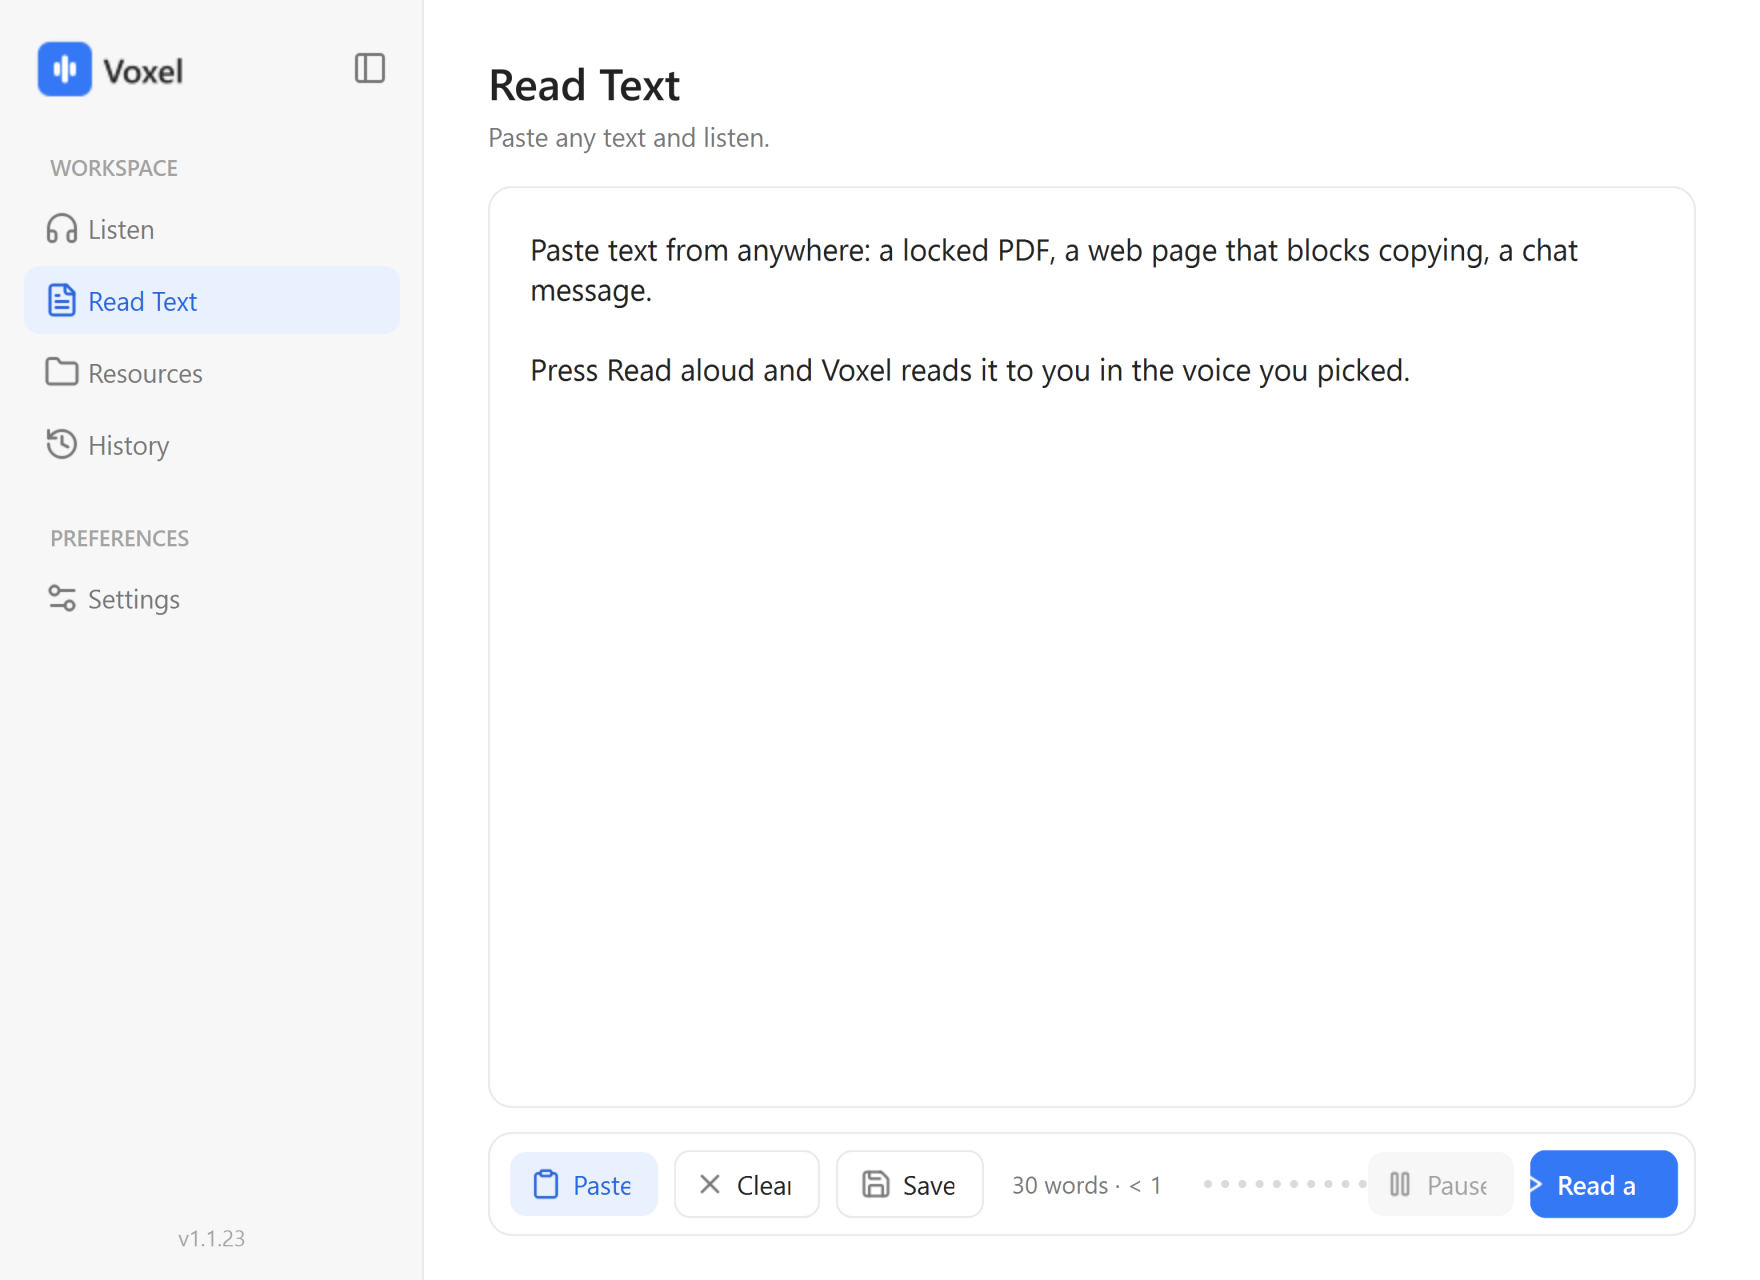 Voxel
WORKSPACE
Listen
Read Text
Resources
History
PREFERENCES
Settings
v1.1.23
Read Text
Paste any text and listen.
Paste text from anywhere: a locked PDF, a web page that blocks copying, a chat
message.
Press Read aloud and Voxel reads it to you in the voice you picked.
Paste
Clear
Save
30 words · < 1
Pause
Read a